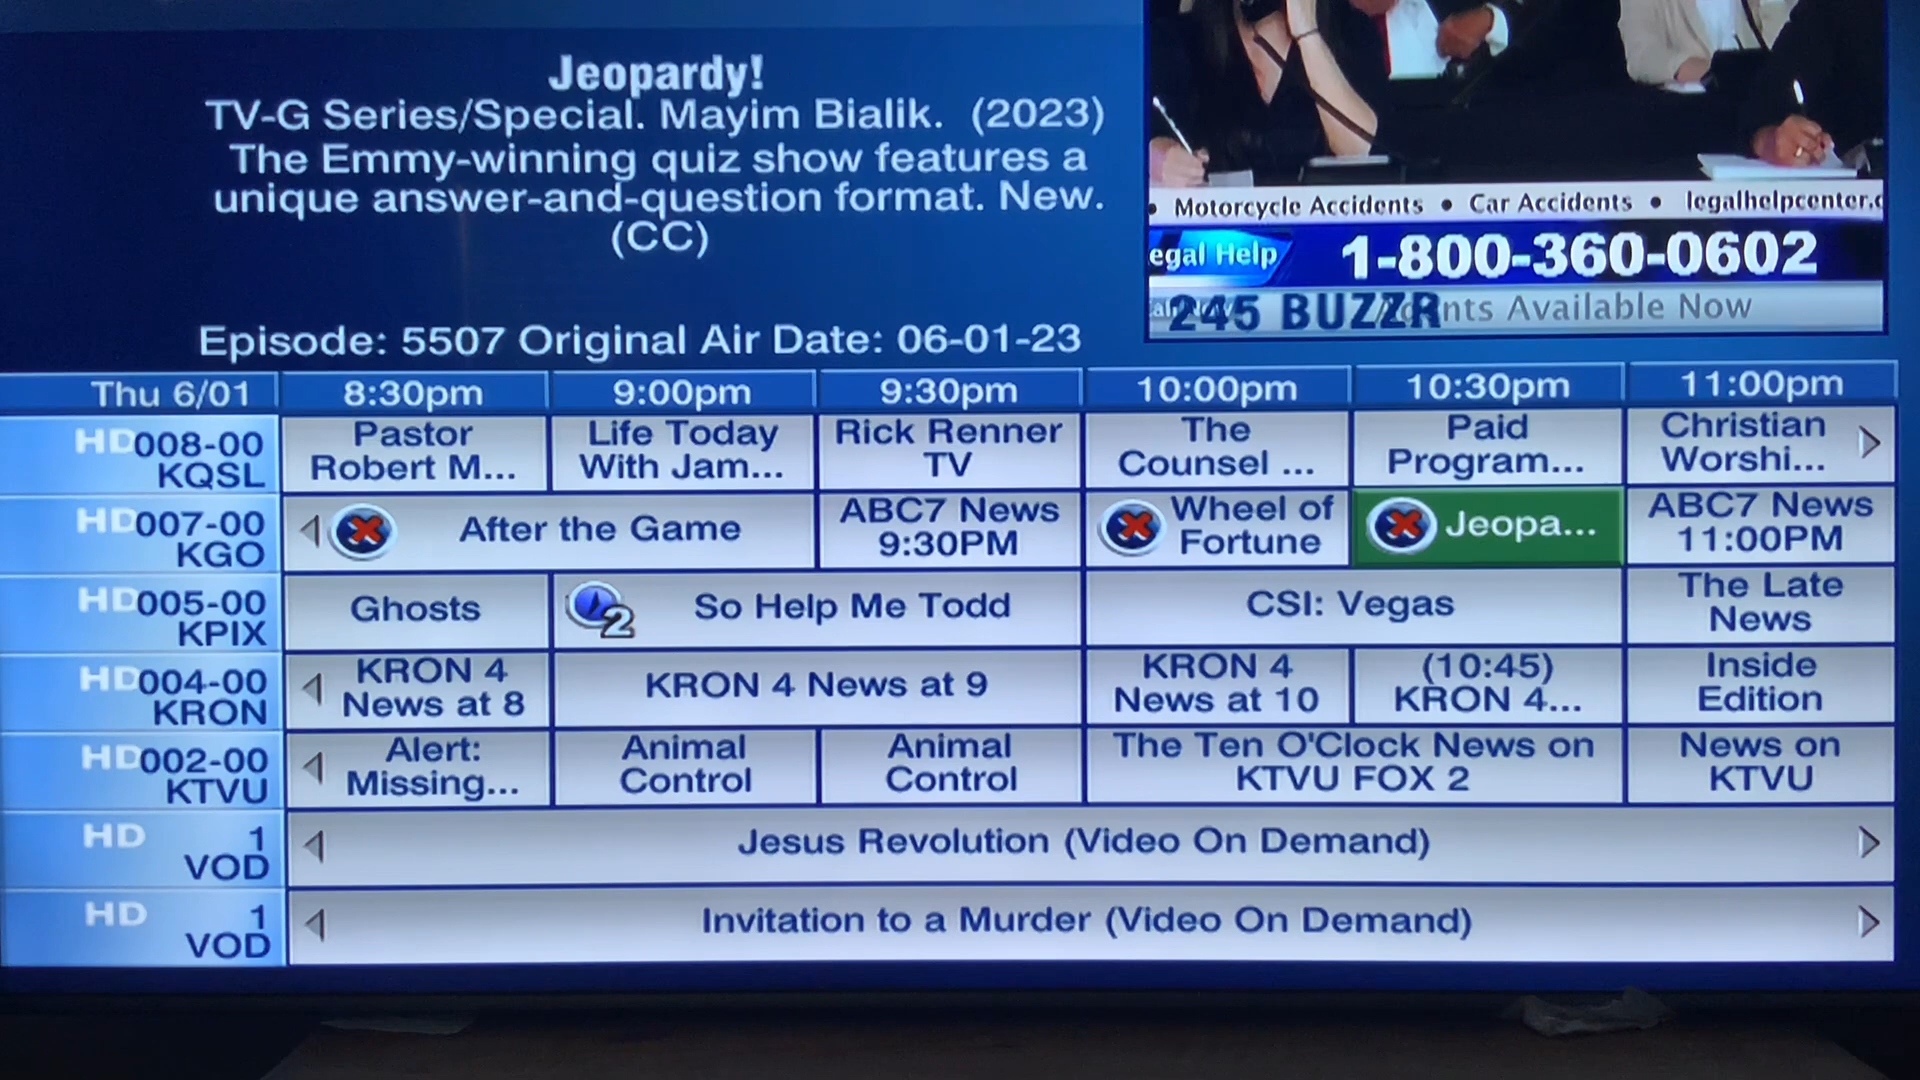 Jeopardy!
TV-G Series/Special. Mayim Bialik. (2023)
The Emmy-winning quiz show features a
unique answer-and-question format. New.
(CC)
Episode: 5507 Original Air Date: 06-01-23
• Motorcycle Accidents • Car Accidents • legalhelpcenter.c
egal Help 1-800-360-0602
245 BUZZR nts Available Now
Thu 6/01 8:30pm 9:00pm 9:30pm 10:00pm 10:30pm 11:00pm
HD008-00 KQSL
Pastor Robert M...
Life Today With Jam...
Rick Renner TV
The Counsel ...
Paid Program...
Christian Worshi...
HD007-00 KGO
After the Game
ABC7 News 9:30PM
Wheel of Fortune
Jeopa...
ABC7 News 11:00PM
HD005-00 KPIX
Ghosts
2 So Help Me Todd
CSI: Vegas
The Late News
HD004-00 KRON
KRON 4 News at 8
KRON 4 News at 9
KRON 4 News at 10
(10:45) KRON 4...
Inside Edition
HD002-00 KTVU
Alert: Missing...
Animal Control
Animal Control
The Ten O'Clock News on KTVU FOX 2
News on KTVU
HD 1 VOD
Jesus Revolution (Video On Demand)
HD 1 VOD
Invitation to a Murder (Video On Demand)